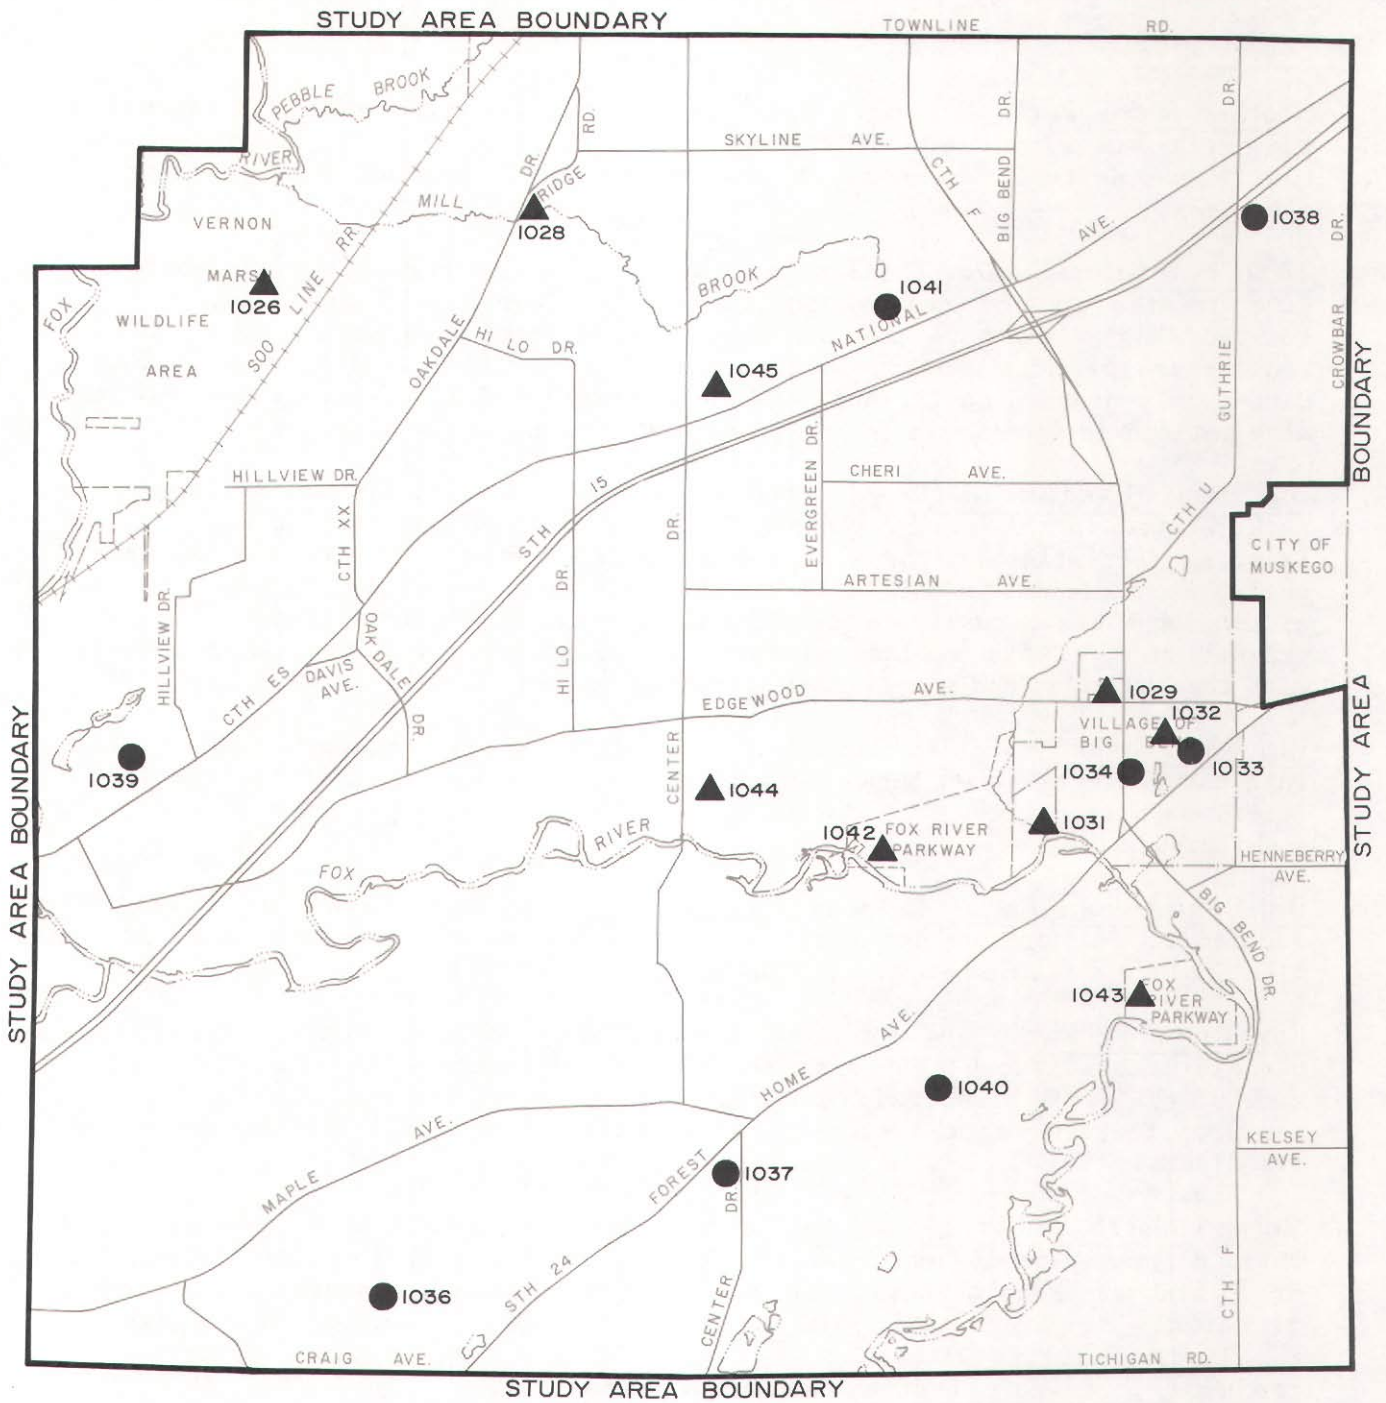 STUDY AREA BOUNDARY
TOWNLINE RD.
PEBBLE BROOK
RD.
DR.
DR.
DR.
SKYLINE AVE.
RIVER
CTH F
BIG BEND
MILL
RIDGE
1028
VERNON
MARSH
1026
WILDLIFE
AREA
FOX
SOO LINE RR.
AVE.
1038
DR.
CROWBAR
BROOK
1041
NATIONAL
OAKDALE
HI LO DR.
1045
GUTHRIE
BOUNDARY
HILLVIEW DR.
CTH XX
STH 15
DR.
EVERGREEN DR.
CHERI AVE.
CTH U
CITY OF
MUSKEGO
ARTESIAN AVE.
HILLVIEW DR.
OAKDALE
DR.
DAVIS
AVE.
CTH ES
HI LO DR.
EDGEWOOD AVE.
1029
1032
VILLAGE OF
BIG BEND
1033
1034
1039
CENTER
1044
1031
1042
FOX RIVER
PARKWAY
RIVER
FOX
HENNEBERRY
AVE.
STUDY AREA
STUDY AREA BOUNDARY
BIG BEND DR.
1043
FOX
RIVER
PARKWAY
HOME AVE.
1040
KELSEY
AVE.
MAPLE AVE.
FOREST
1037
DR.
CENTER
STH 24
1036
CTH F
CRAIG AVE.
TICHIGAN RD.
STUDY AREA BOUNDARY